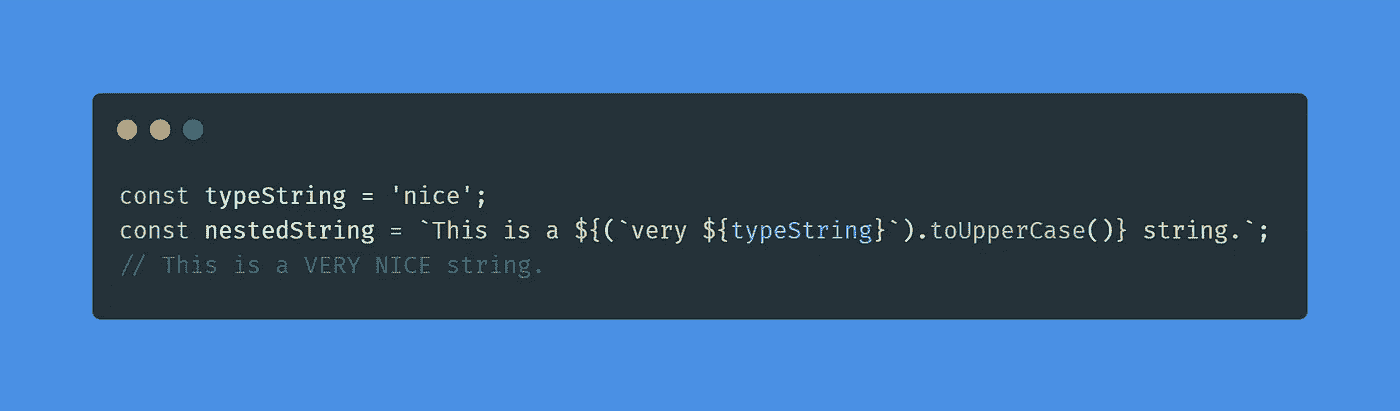 const typeString = 'nice';
const nestedString = `This is a ${(`very ${typeString}`).toUpperCase()} string.`;
// This is a VERY NICE string.